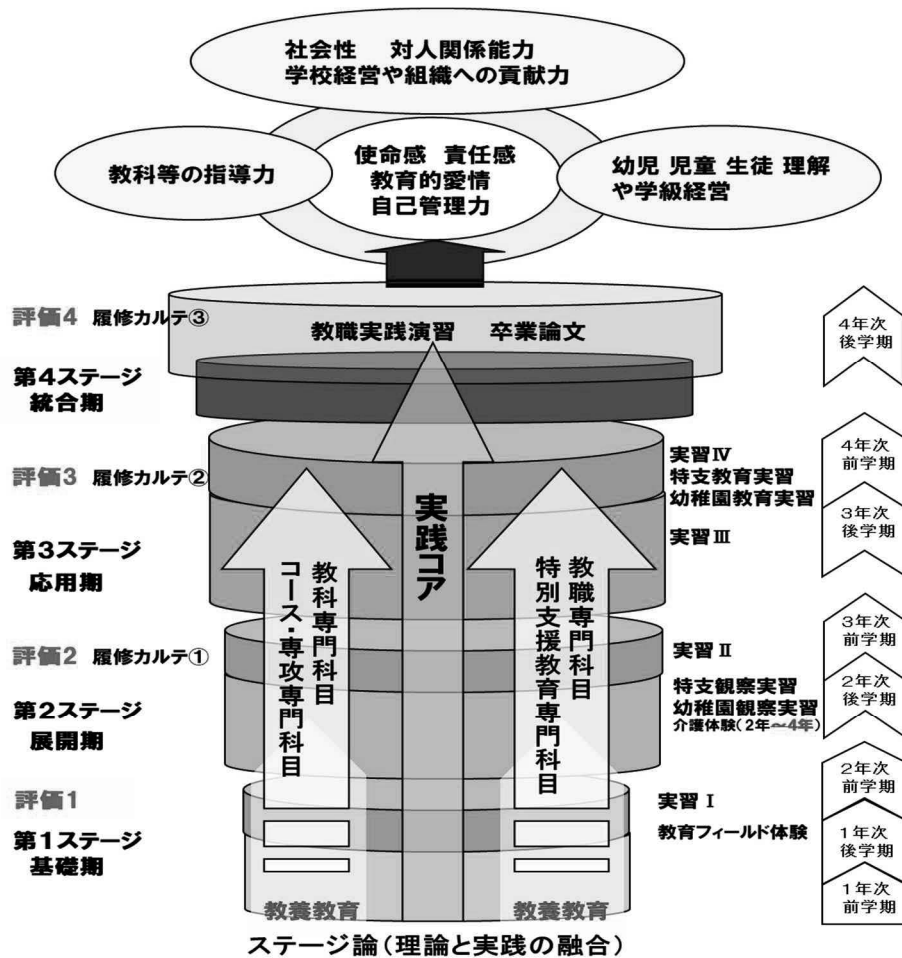 社会性 対人関係能力
学校経営や組織への貢献力
教科等の指導力
使命感 責任感
教育的愛情
自己管理力
幼児 児童 生徒 理解
や学級経営
評価4 履修カルテ③
教職実践演習 卒業論文
4年次
後学期
第4ステージ
統合期
評価3 履修カルテ②
実習Ⅳ
特支教育実習
幼稚園教育実習
4年次
前学期
第3ステージ
応用期
実習Ⅲ
3年次
後学期
実践コア
教科専門科目
コース・専攻専門科目
教職専門科目
特別支援教育専門科目
評価2 履修カルテ①
実習Ⅱ
3年次
前学期
第2ステージ
展開期
特支観察実習
幼稚園観察実習
介護体験(2年~4年)
2年次
後学期
評価1
実習Ⅰ
2年次
前学期
第1ステージ
基礎期
教育フィールド体験
1年次
後学期
教養教育
教養教育
1年次
前学期
ステージ論(理論と実践の融合)